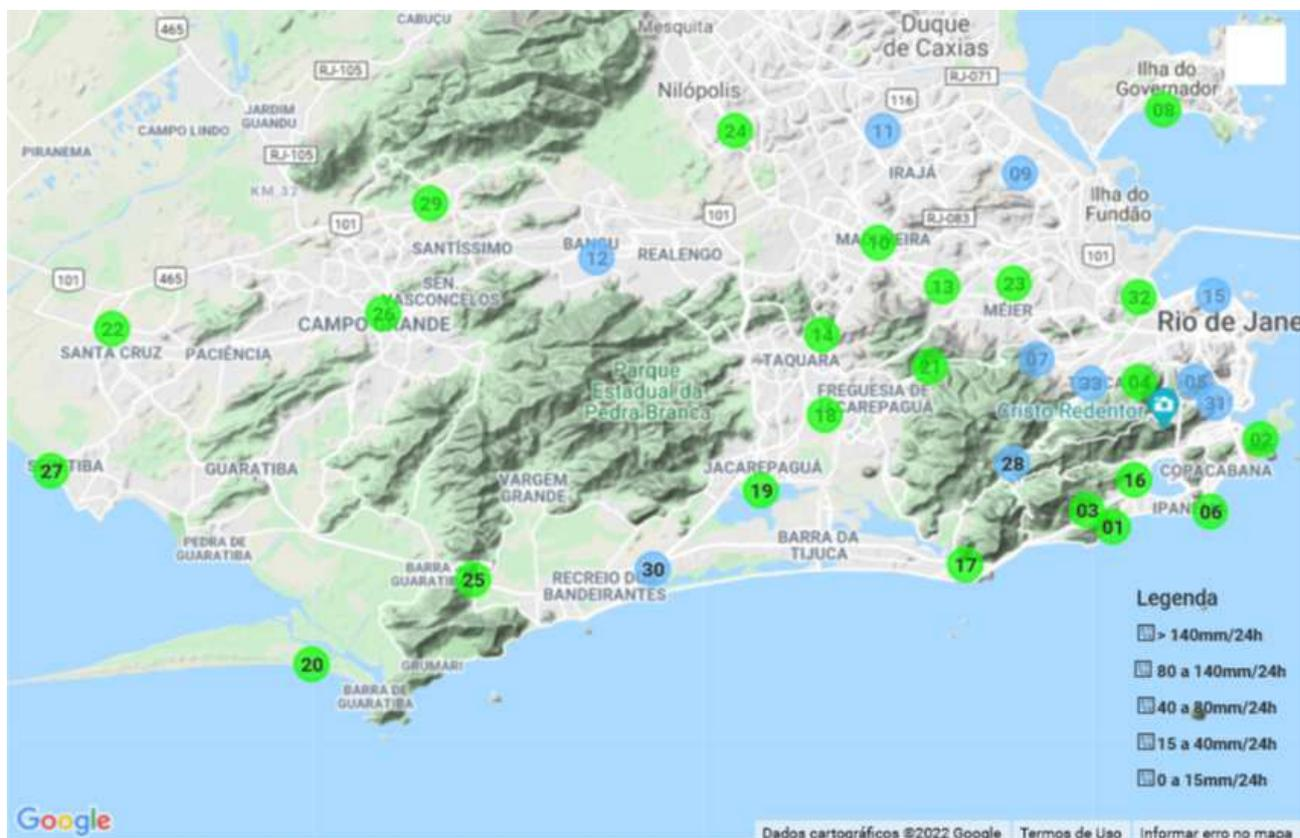 CABUÇU
465
Mesquita
Duque
de Caxias
RJ-105
RJ-071
Ilha do
Governador
Nilópolis
116
08
JARDIM
GUANDU
CAMPO LINDO
24
11
PIRANEMA
RJ-105
IRAJÁ
09
KM 32
29
Ilha do
Fundão
101
101
RJ-083
SANTÍSSIMO
BANGU
REALENGO
10
12
101
101
465
SEN.
VASCONCELOS
13
23
32
15
MÉIER
26
CAMPO GRANDE
22
SANTA CRUZ
PACIÊNCIA
14
Rio de Jane
TAQUARA
07
21
Parque
Estadual da
Pedra Branca
33
04
05
FREGUESIA DE
JACAREPAGUÁ
18
Cristo Redentor
31
02
27
GUARATIBA
JACAREPAGUÁ
28
COPACABANA
VARGEM
GRANDE
19
16
03
01
06
PEDRA DE
GUARATIBA
BARRA DA
TIJUCA
17
BARRA
GUARATIBA
25
RECREIO DOS
BANDEIRANTES
30
Legenda
> 140mm/24h
20
GRUMARI
80 a 140mm/24h
BARRA DE
GUARATIBA
40 a 80mm/24h
15 a 40mm/24h
0 a 15mm/24h
Google
Dados cartográficos ©2022 Google
Termos de Uso
Informar erro no mapa